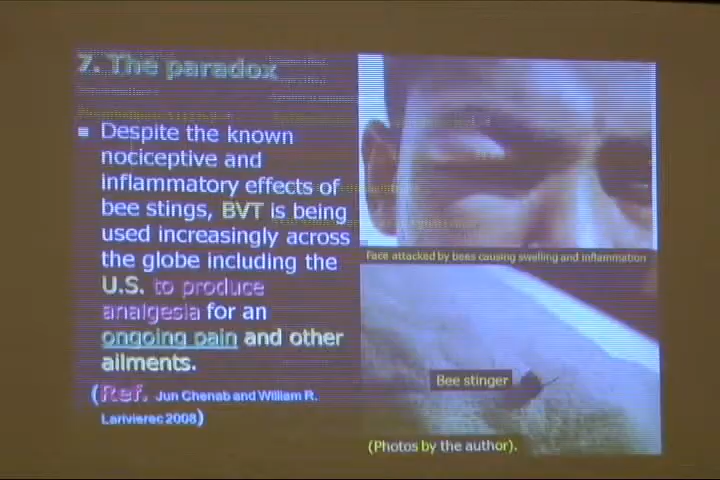 7. The paradox
Despite the known
nociceptive and
inflammatory effects of
bee stings, BVT is being
used increasingly across
the globe including the
U.S. to produce
analgesia for an
ongoing pain and other
ailments.
(Ref. Jun Chenab and William R.
Larivierec 2008)
Face attacked by bees causing swelling and inflammation
Bee stinger
(Photos by the author).